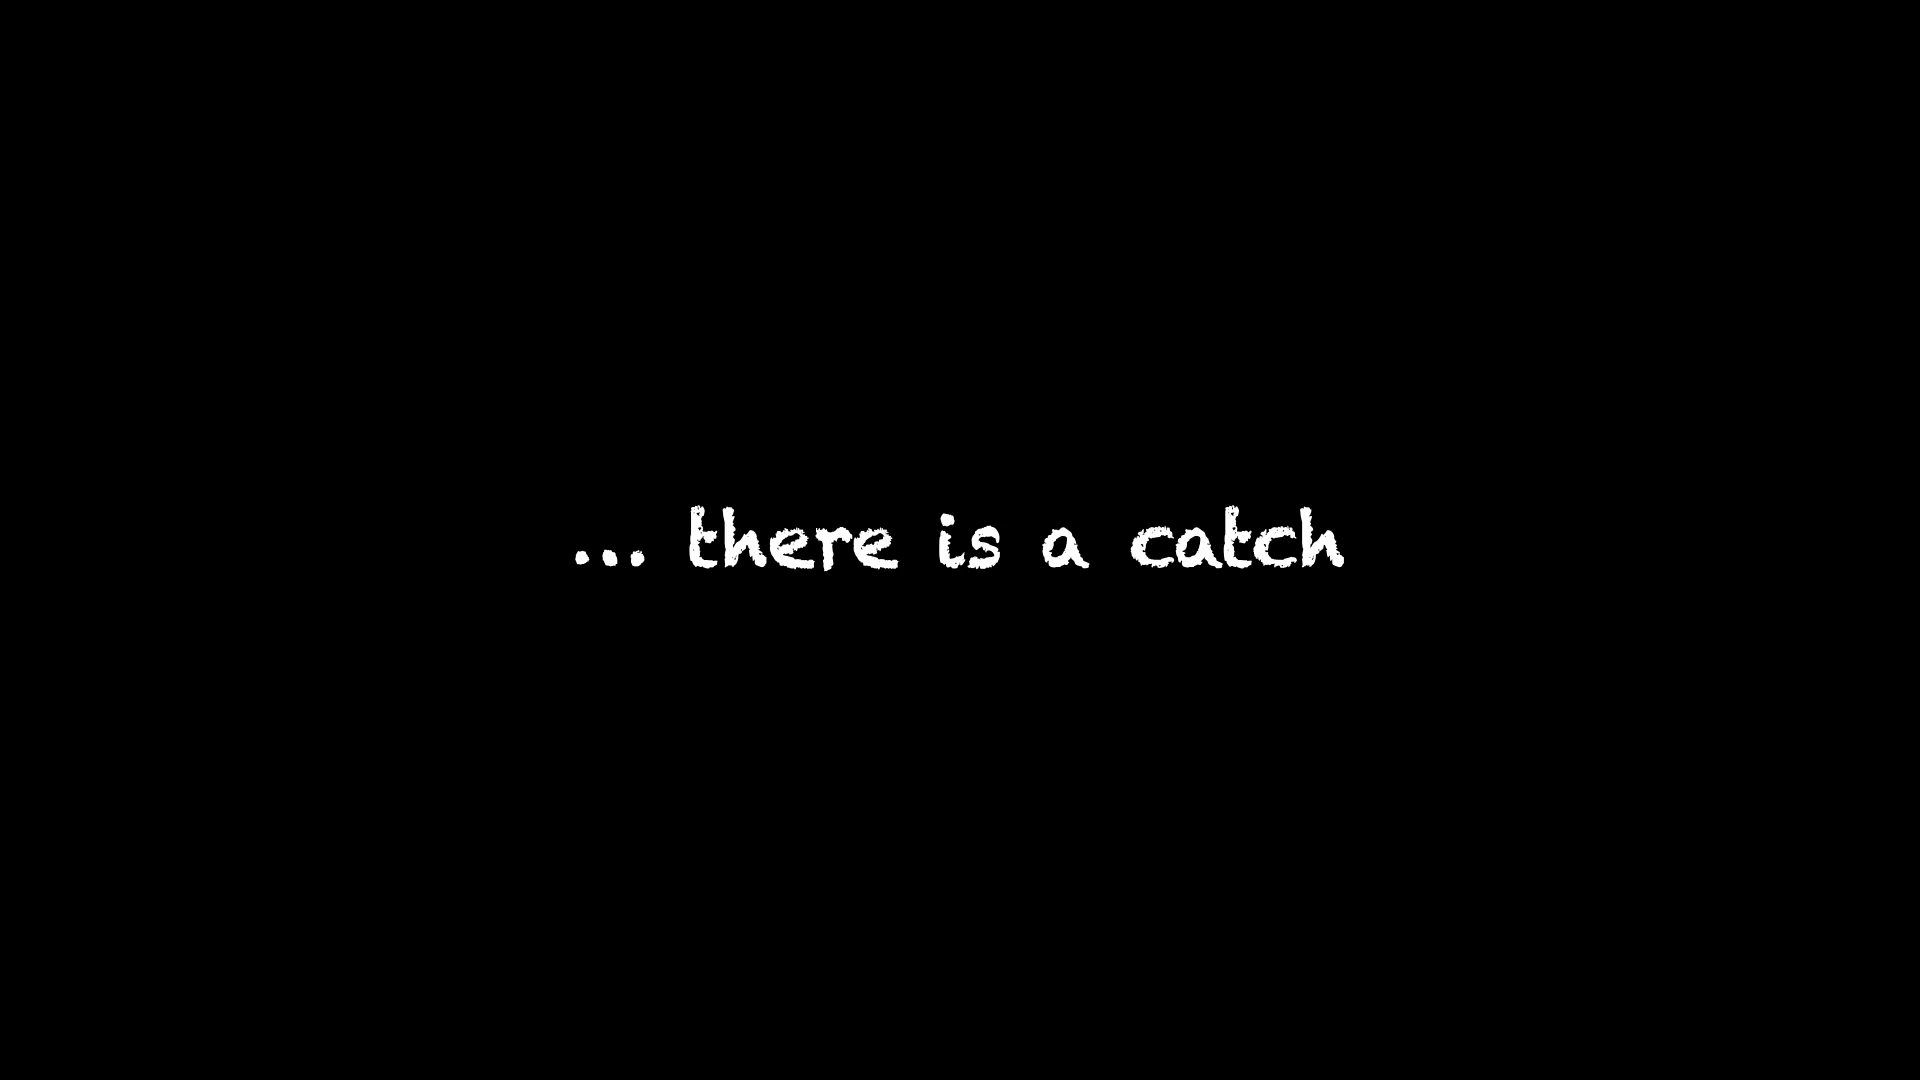 ... there is a catch